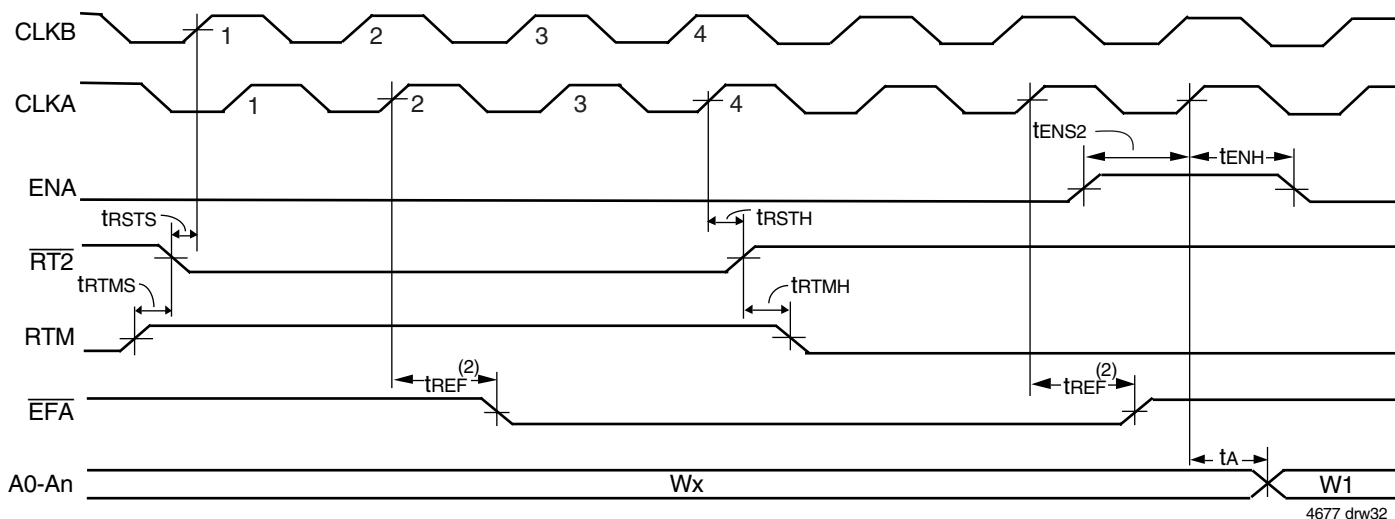 CLKB 1 2 3 4
CLKA 1 2 3 4
tENS2 tENH
ENA
tRSTS tRSTH
RT2
tRTMS tRTMH
RTM
tREF(2) tREF(2)
EFA
tA
A0-An Wx W1
4677 drw32